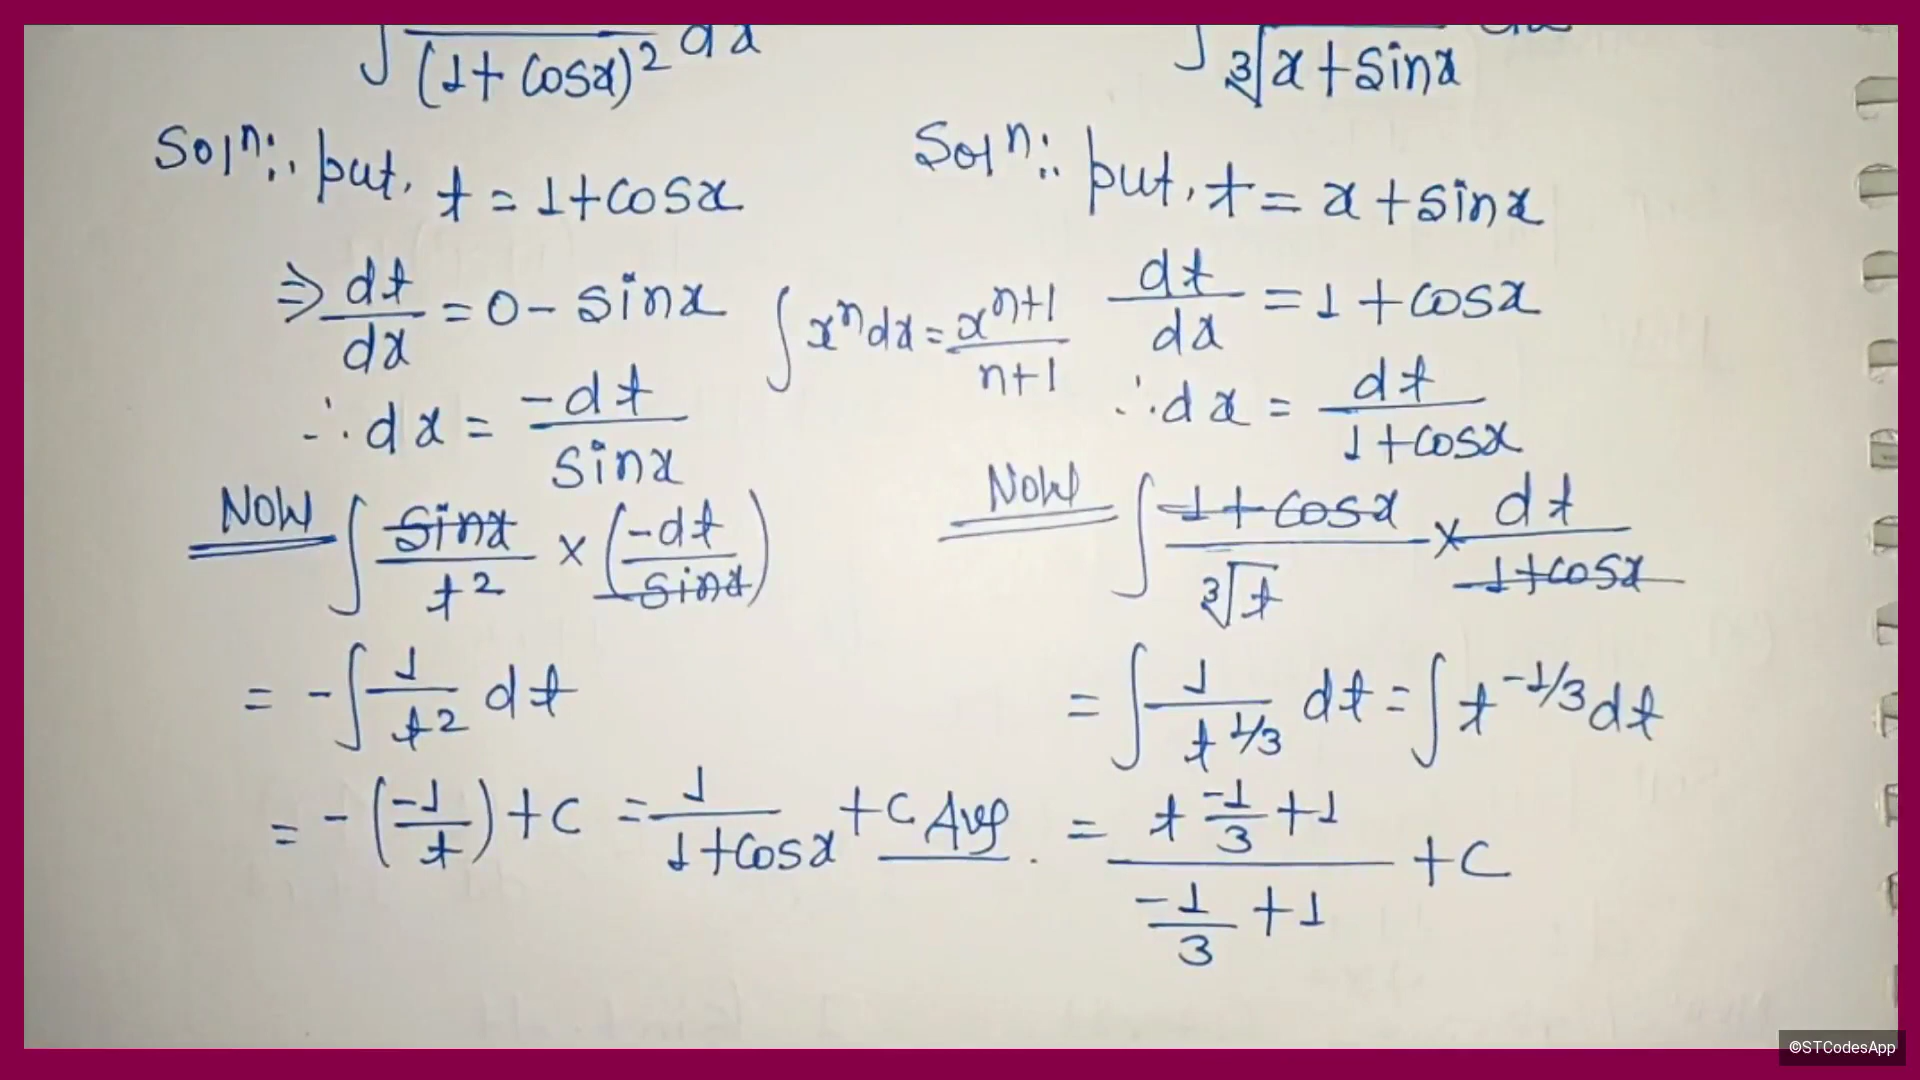 ∫ (1+cosx)² dx
Solⁿ:. put, t = 1+cosx
⇒ dt/dx = 0 - sinx
∴ dx = -dt/sinx
Now ∫ sinx/t² × (-dt/sinx)
= -∫ 1/t² dt
= -(-1/t) + C = 1/(1+cosx) + C Ans.
∫xⁿdx = xⁿ⁺¹/n+1
∫ ∛x+sinx
Solⁿ:. put, t = x+sinx
dt/dx = 1+cosx
∴ dx = dt/1+cosx
Now ∫ 1+cosx/∛t × dt/1+cosx
= ∫ 1/t^1/3 dt = ∫ t^-1/3 dt
= t^(-1/3 +1)/(-1/3 +1) + C
©STCodesApp